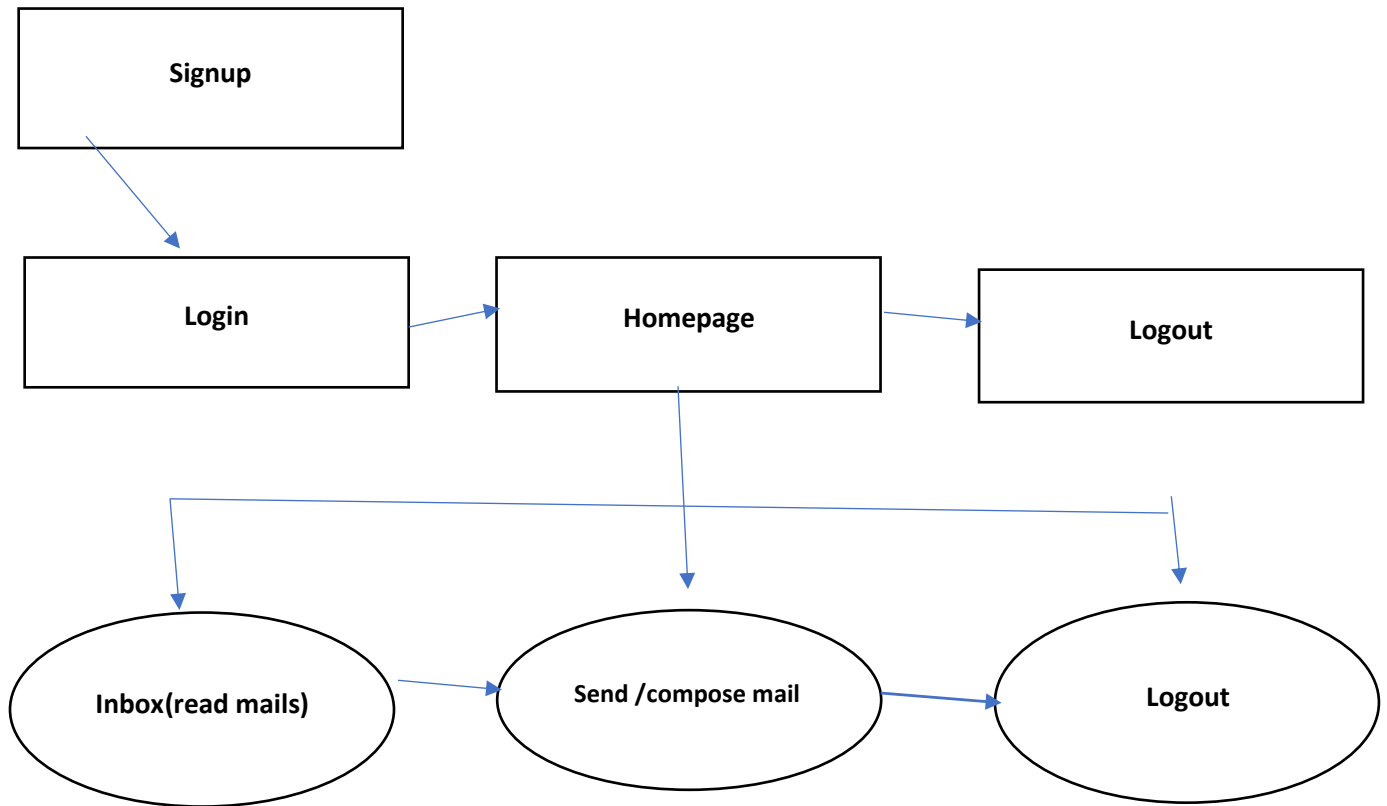 Signup
Login
Homepage
Logout
Inbox(read mails)
Send /compose mail
Logout